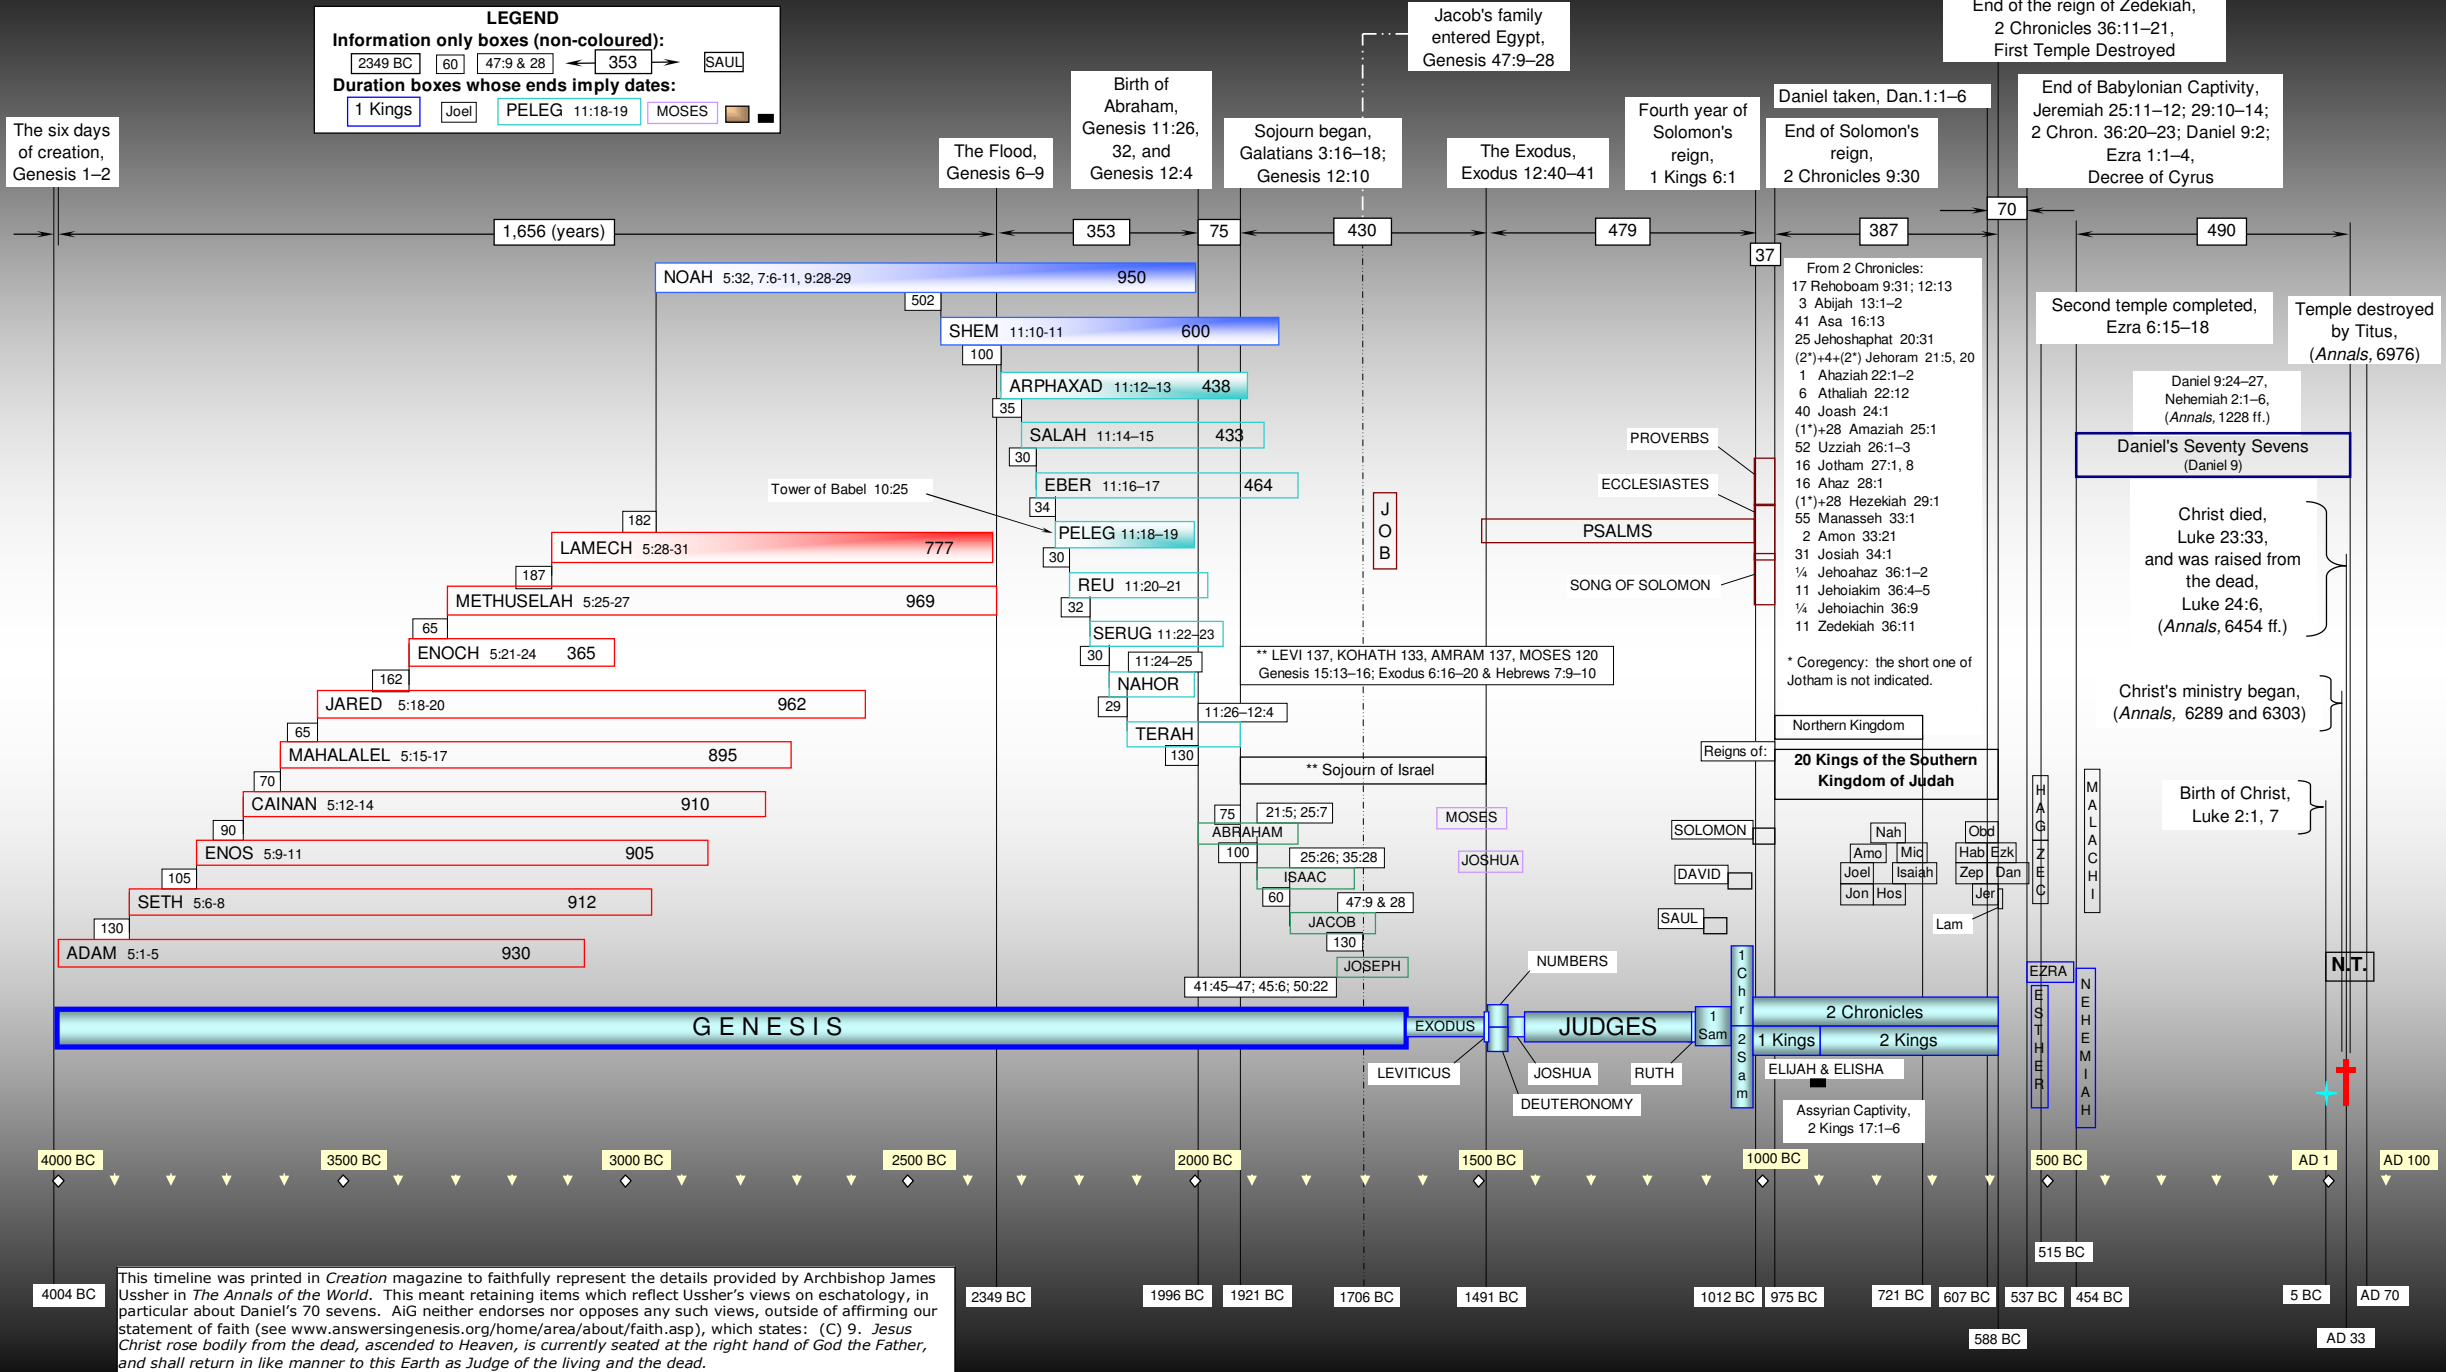 LEGEND
Information only boxes (non-coloured):
2349 BC 60 47:9 & 28 353 SAUL
Duration boxes whose ends imply dates:
1 Kings Joel PELEG 11:18-19 MOSES
The six days
of creation,
Genesis 1–2
The Flood,
Genesis 6–9
Birth of
Abraham,
Genesis 11:26,
32, and
Genesis 12:4
Sojourn began,
Galatians 3:16–18;
Genesis 12:10
Jacob's family
entered Egypt,
Genesis 47:9–28
The Exodus,
Exodus 12:40–41
Fourth year of
Solomon's
reign,
1 Kings 6:1
Daniel taken, Dan.1:1–6
End of Solomon's
reign,
2 Chronicles 9:30
End of the reign of Zedekiah,
2 Chronicles 36:11–21,
First Temple Destroyed
End of Babylonian Captivity,
Jeremiah 25:11–12; 29:10–14;
2 Chron. 36:20–23; Daniel 9:2;
Ezra 1:1–4,
Decree of Cyrus
1,656 (years)
353
75
430
479
37
387
70
490
NOAH 5:32, 7:6-11, 9:28-29 950
502
SHEM 11:10-11 600
100
ARPHAXAD 11:12–13 438
35
SALAH 11:14–15 433
30
EBER 11:16–17 464
Tower of Babel 10:25
34
PELEG 11:18–19
30
REU 11:20–21
32
SERUG 11:22–23
30
11:24–25
NAHOR
29
11:26–12:4
TERAH
130
182
LAMECH 5:28-31 777
187
METHUSELAH 5:25-27 969
65
ENOCH 5:21-24 365
162
JARED 5:18-20 962
65
MAHALALEL 5:15-17 895
70
CAINAN 5:12-14 910
90
ENOS 5:9-11 905
105
SETH 5:6-8 912
130
ADAM 5:1-5 930
JOB
PROVERBS
ECCLESIASTES
PSALMS
SONG OF SOLOMON
** LEVI 137, KOHATH 133, AMRAM 137, MOSES 120
Genesis 15:13–16; Exodus 6:16–20 & Hebrews 7:9–10
** Sojourn of Israel
75
21:5; 25:7
ABRAHAM
100
25:26; 35:28
ISAAC
60
47:9 & 28
JACOB
130
JOSEPH
41:45–47; 45:6; 50:22
MOSES
JOSHUA
From 2 Chronicles:
17 Rehoboam 9:31; 12:13
3 Abijah 13:1–2
41 Asa 16:13
25 Jehoshaphat 20:31
(2*)+4+(2*) Jehoram 21:5, 20
1 Ahaziah 22:1–2
6 Athaliah 22:12
40 Joash 24:1
(1*)+28 Amaziah 25:1
52 Uzziah 26:1–3
16 Jotham 27:1, 8
16 Ahaz 28:1
(1*)+28 Hezekiah 29:1
55 Manasseh 33:1
2 Amon 33:21
31 Josiah 34:1
¼ Jehoahaz 36:1–2
11 Jehoiakim 36:4–5
¼ Jehoiachin 36:9
11 Zedekiah 36:11
* Coregency: the short one of
Jotham is not indicated.
Northern Kingdom
Reigns of:
20 Kings of the Southern
Kingdom of Judah
SOLOMON
DAVID
SAUL
Nah
Amo Mic
Joel Isaiah
Jon Hos
Obd
Hab Ezk
Zep Dan
Jer
Lam
Second temple completed,
Ezra 6:15–18
Temple destroyed
by Titus,
(Annals, 6976)
Daniel 9:24–27,
Nehemiah 2:1–6,
(Annals, 1228 ff.)
Daniel's Seventy Sevens
(Daniel 9)
Christ died,
Luke 23:33,
and was raised from
the dead,
Luke 24:6,
(Annals, 6454 ff.)
Christ's ministry began,
(Annals, 6289 and 6303)
Birth of Christ,
Luke 2:1, 7
HAG
ZEC
MALACHI
EZRA
ESTHER
NEHEMIAH
N.T.
GENESIS
EXODUS
LEVITICUS
NUMBERS
DEUTERONOMY
JOSHUA
JUDGES
RUTH
1 Sam
1 Chr
2 Sam
2 Chronicles
1 Kings
2 Kings
ELIJAH & ELISHA
Assyrian Captivity,
2 Kings 17:1–6
4000 BC 3500 BC 3000 BC 2500 BC 2000 BC 1500 BC 1000 BC 500 BC AD 1 AD 100
515 BC
4004 BC 2349 BC 1996 BC 1921 BC 1706 BC 1491 BC 1012 BC 975 BC 721 BC 607 BC 537 BC 454 BC 5 BC AD 70
588 BC AD 33
This timeline was printed in Creation magazine to faithfully represent the details provided by Archbishop James
Ussher in The Annals of the World. This meant retaining items which reflect Ussher's views on eschatology, in
particular about Daniel's 70 sevens. AiG neither endorses nor opposes any such views, outside of affirming our
statement of faith (see www.answersingenesis.org/home/area/about/faith.asp), which states: (C) 9. Jesus
Christ rose bodily from the dead, ascended to Heaven, is currently seated at the right hand of God the Father,
and shall return in like manner to this Earth as Judge of the living and the dead.